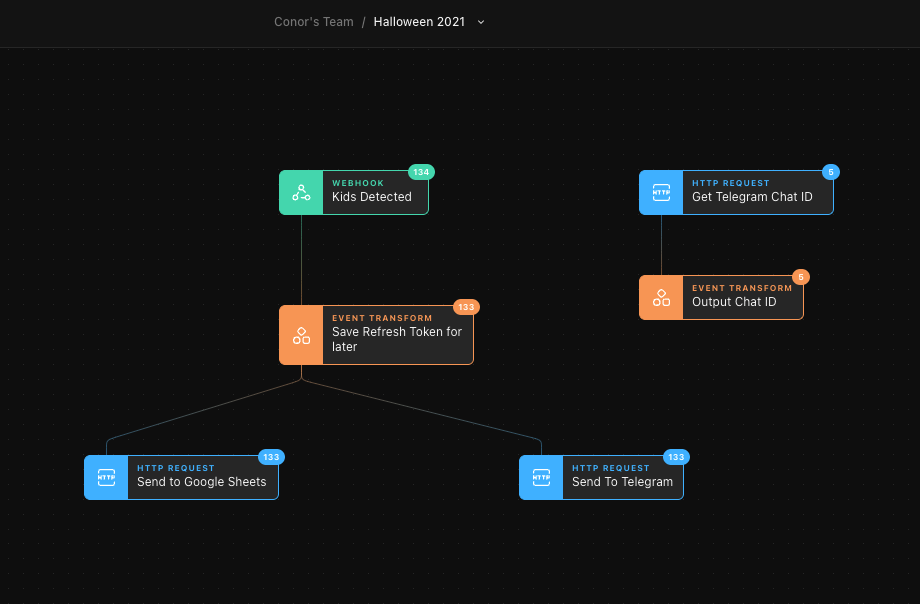 Conor's Team / Halloween 2021
134
WEBHOOK
Kids Detected
5
HTTP REQUEST
HTTP
Get Telegram Chat ID
5
EVENT TRANSFORM
Output Chat ID
133
EVENT TRANSFORM
Save Refresh Token for
later
133
HTTP REQUEST
HTTP
Send to Google Sheets
133
HTTP REQUEST
HTTP
Send To Telegram